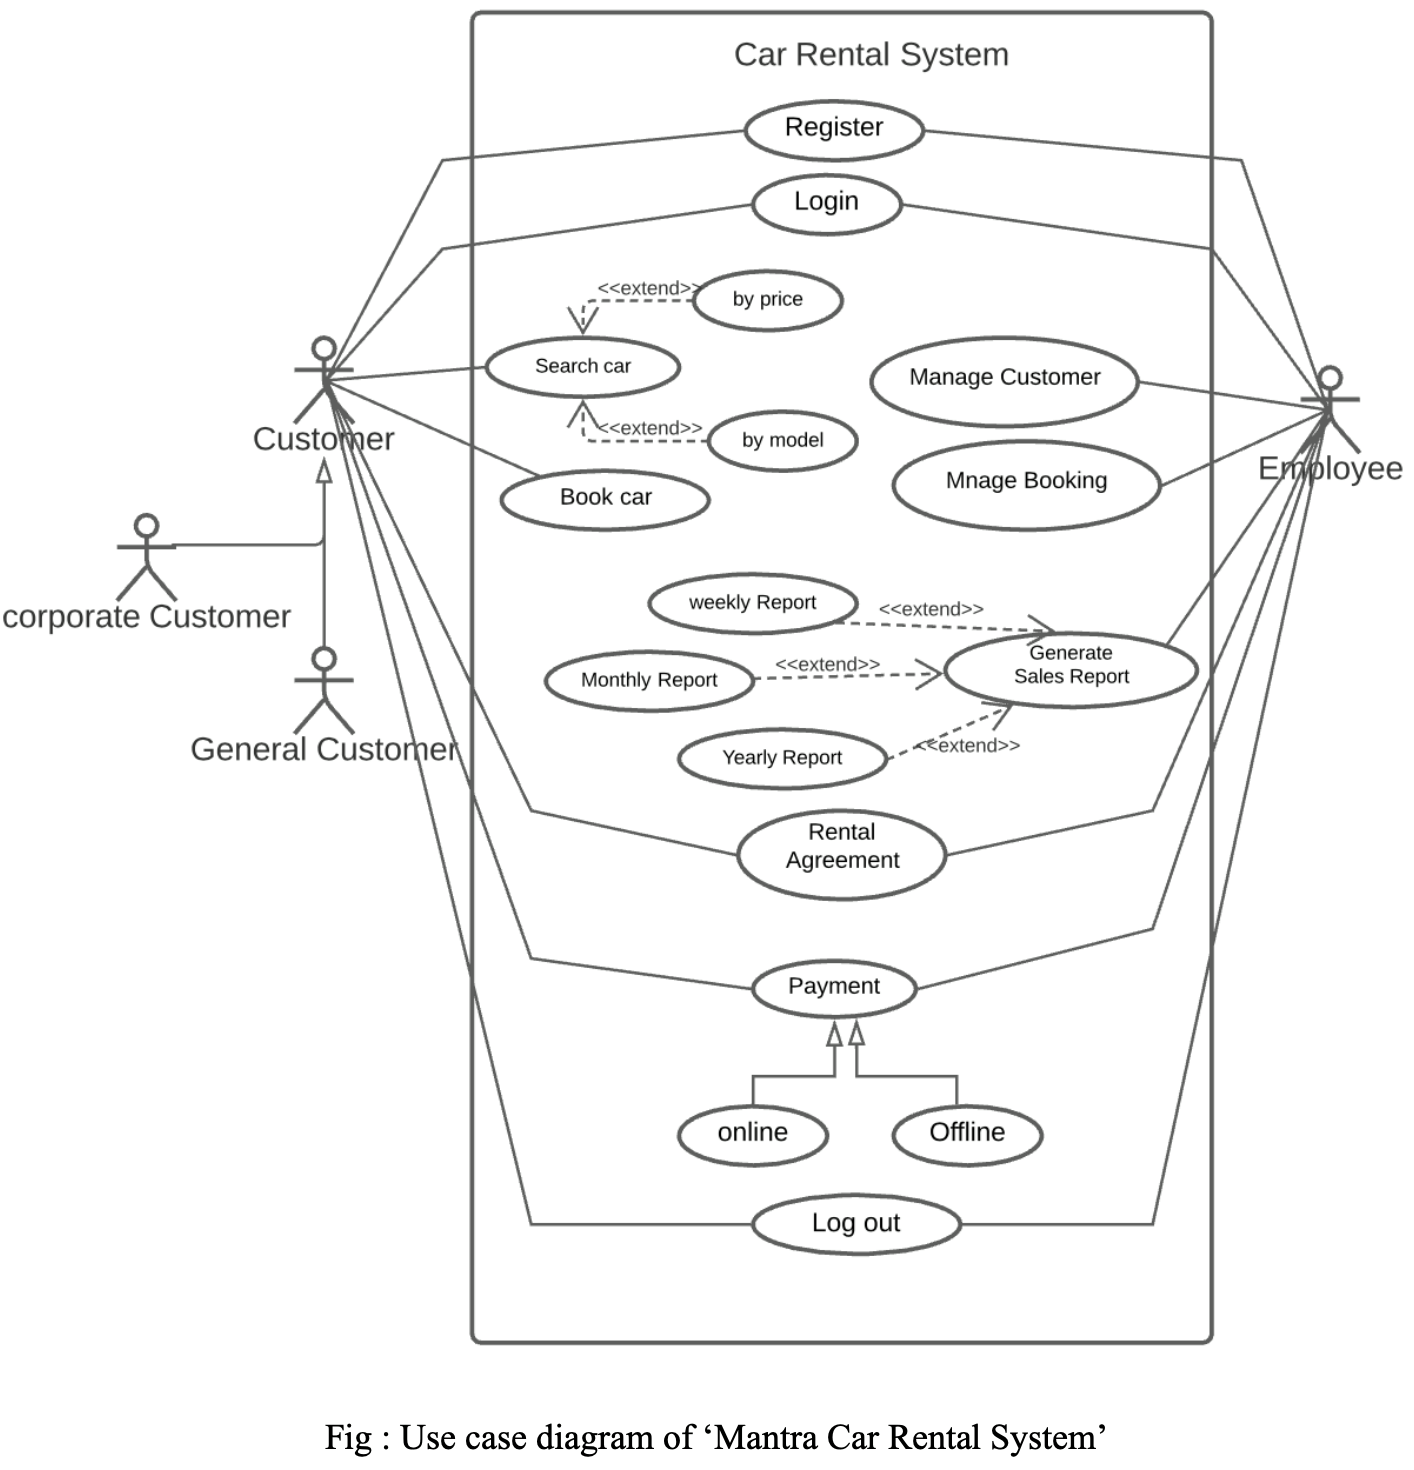 Car Rental System
Register
Login
<<extend>>
by price
Search car
<<extend>>
by model
Book car
Manage Customer
Mnage Booking
Customer
Employee
corporate Customer
General Customer
weekly Report
<<extend>>
Monthly Report
<<extend>>
Generate
Sales Report
Yearly Report
<<extend>>
Rental
Agreement
Payment
online
Offline
Log out
Fig : Use case diagram of ‘Mantra Car Rental System’